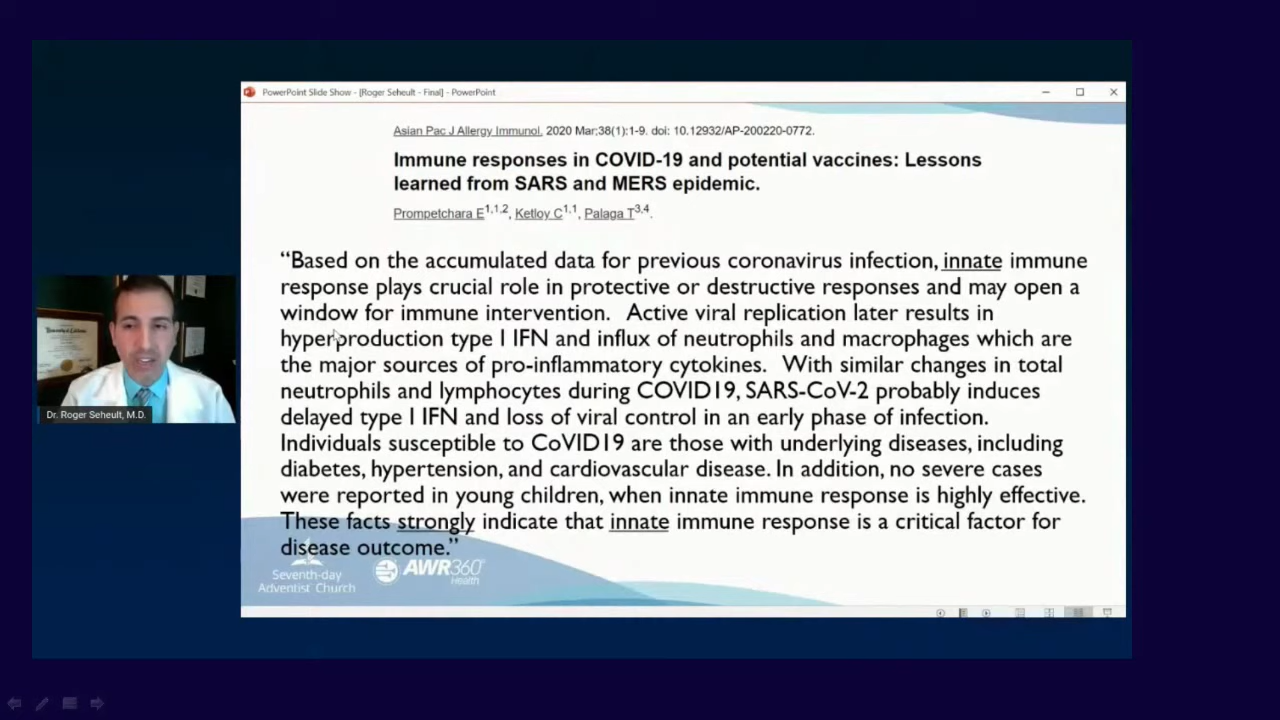 PowerPoint Slide Show - [Roger Seheult - Final] - PowerPoint
Asian Pac J Allergy Immunol. 2020 Mar;38(1):1-9. doi: 10.12932/AP-200220-0772.
Immune responses in COVID-19 and potential vaccines: Lessons
learned from SARS and MERS epidemic.
Prompetchara E1,1,2, Ketloy C1,1, Palaga T3,4.
“Based on the accumulated data for previous coronavirus infection, innate immune
response plays crucial role in protective or destructive responses and may open a
window for immune intervention. Active viral replication later results in
hyperproduction type I IFN and influx of neutrophils and macrophages which are
the major sources of pro-inflammatory cytokines. With similar changes in total
neutrophils and lymphocytes during COVID19, SARS-CoV-2 probably induces
delayed type I IFN and loss of viral control in an early phase of infection.
Individuals susceptible to CoVID19 are those with underlying diseases, including
diabetes, hypertension, and cardiovascular disease. In addition, no severe cases
were reported in young children, when innate immune response is highly effective.
These facts strongly indicate that innate immune response is a critical factor for
disease outcome.”
Seventh-day
Adventist Church
AWR360°
Health
Dr. Roger Seheult, M.D.